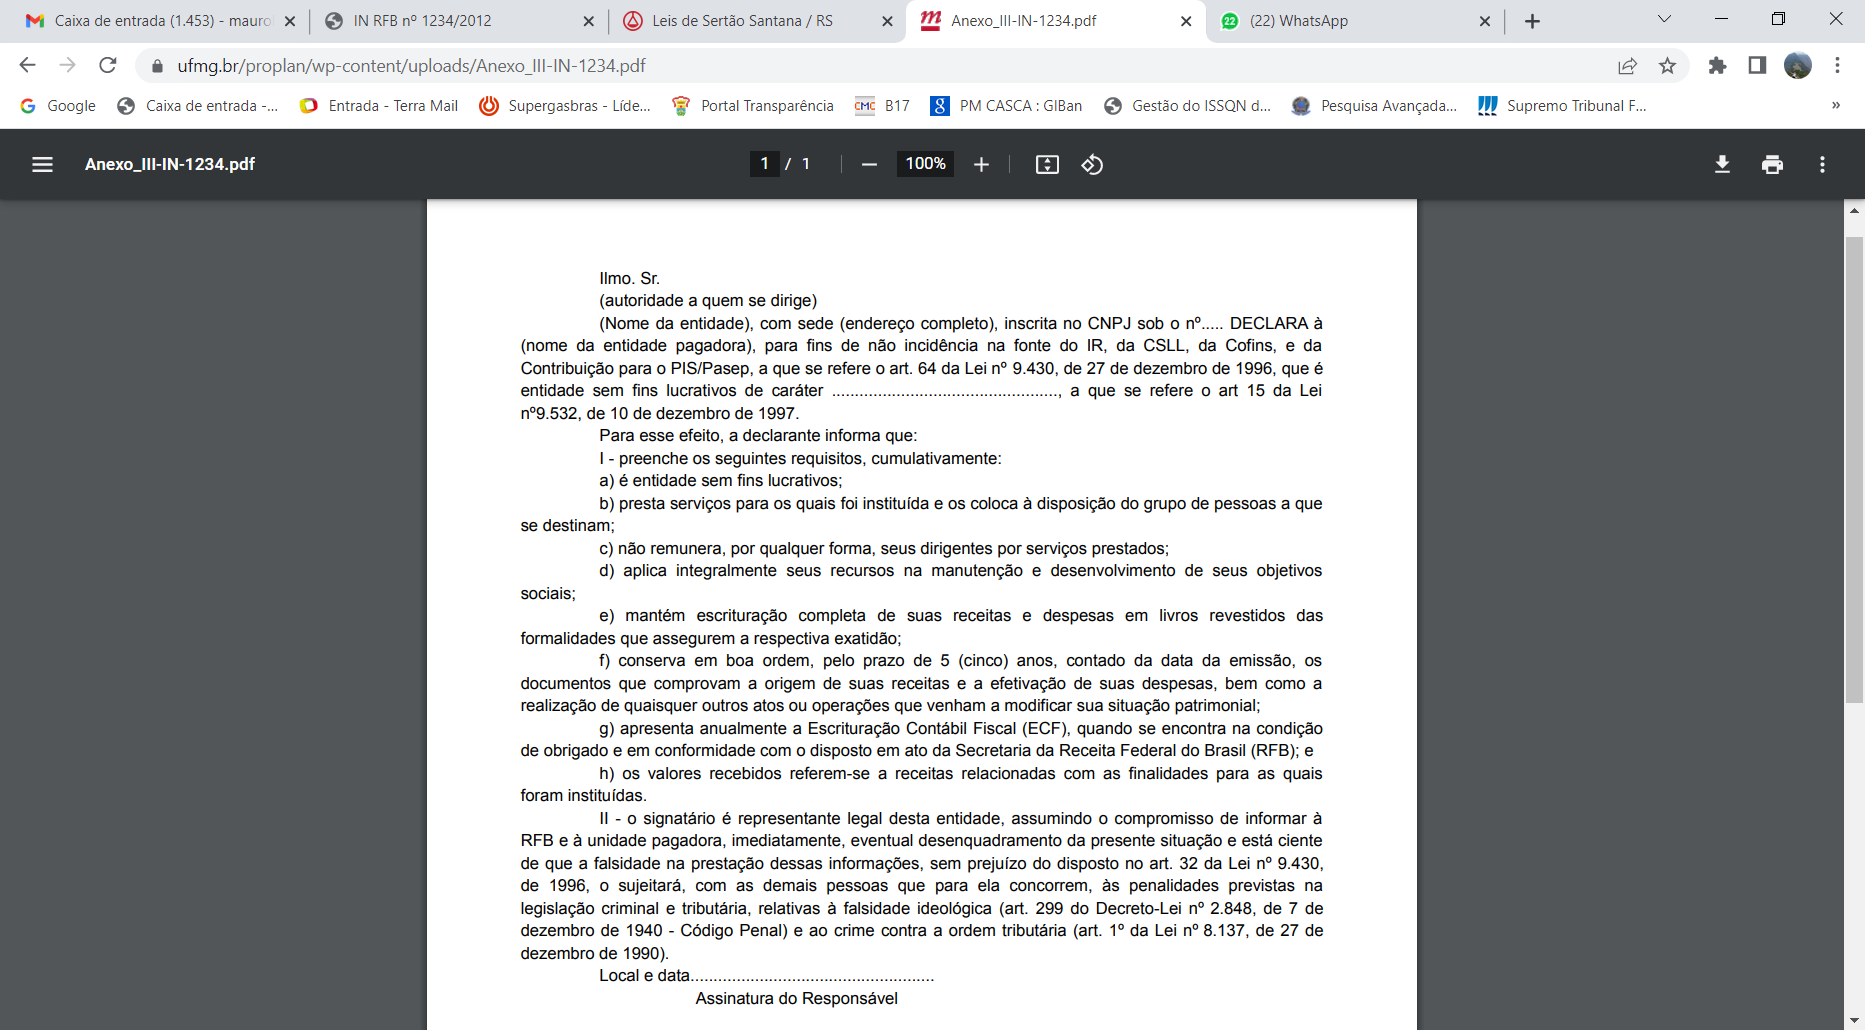 Caixa de entrada (1.453) - mauro
IN RFB nº 1234/2012
Leis de Sertão Santana / RS
Anexo_III-IN-1234.pdf
22
(22) WhatsApp
ufmg.br/proplan/wp-content/uploads/Anexo_III-IN-1234.pdf
Google
Caixa de entrada -...
Entrada - Terra Mail
Supergasbras - Líde...
Portal Transparência
CMC
B17
PM CASCA : GIBan
Gestão do ISSQN d...
Pesquisa Avançada...
Supremo Tribunal F...
»
Anexo_III-IN-1234.pdf
1 / 1
100%
Ilmo. Sr.
(autoridade a quem se dirige)
(Nome da entidade), com sede (endereço completo), inscrita no CNPJ sob o nº..... DECLARA à
(nome da entidade pagadora), para fins de não incidência na fonte do IR, da CSLL, da Cofins, e da
Contribuição para o PIS/Pasep, a que se refere o art. 64 da Lei nº 9.430, de 27 de dezembro de 1996, que é
entidade sem fins lucrativos de caráter ................................................., a que se refere o art 15 da Lei
nº9.532, de 10 de dezembro de 1997.
Para esse efeito, a declarante informa que:
I - preenche os seguintes requisitos, cumulativamente:
a) é entidade sem fins lucrativos;
b) presta serviços para os quais foi instituída e os coloca à disposição do grupo de pessoas a que
se destinam;
c) não remunera, por qualquer forma, seus dirigentes por serviços prestados;
d) aplica integralmente seus recursos na manutenção e desenvolvimento de seus objetivos
sociais;
e) mantém escrituração completa de suas receitas e despesas em livros revestidos das
formalidades que assegurem a respectiva exatidão;
f) conserva em boa ordem, pelo prazo de 5 (cinco) anos, contado da data da emissão, os
documentos que comprovam a origem de suas receitas e a efetivação de suas despesas, bem como a
realização de quaisquer outros atos ou operações que venham a modificar sua situação patrimonial;
g) apresenta anualmente a Escrituração Contábil Fiscal (ECF), quando se encontra na condição
de obrigado e em conformidade com o disposto em ato da Secretaria da Receita Federal do Brasil (RFB); e
h) os valores recebidos referem-se a receitas relacionadas com as finalidades para as quais
foram instituídas.
II - o signatário é representante legal desta entidade, assumindo o compromisso de informar à
RFB e à unidade pagadora, imediatamente, eventual desenquadramento da presente situação e está ciente
de que a falsidade na prestação dessas informações, sem prejuízo do disposto no art. 32 da Lei nº 9.430,
de 1996, o sujeitará, com as demais pessoas que para ela concorrem, às penalidades previstas na
legislação criminal e tributária, relativas à falsidade ideológica (art. 299 do Decreto-Lei nº 2.848, de 7 de
dezembro de 1940 - Código Penal) e ao crime contra a ordem tributária (art. 1º da Lei nº 8.137, de 27 de
dezembro de 1990).
Local e data.....................................................
Assinatura do Responsável